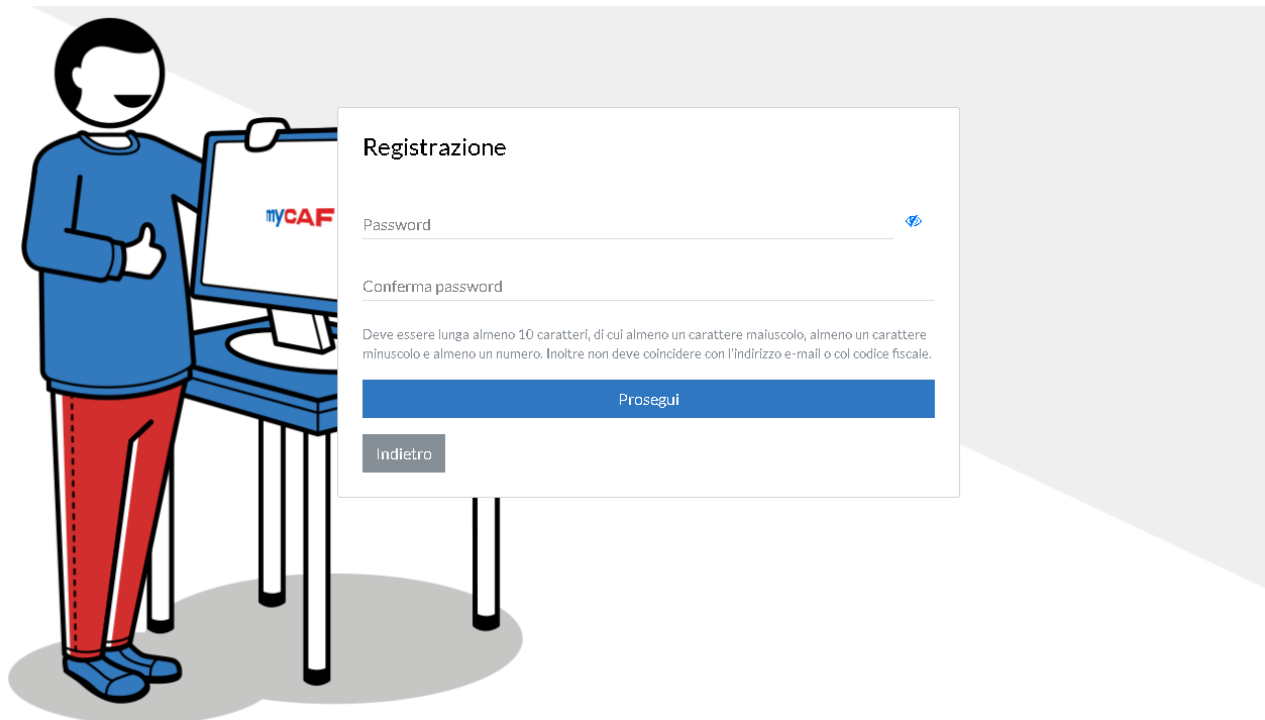 Registrazione
myCAF
Password
Conferma password
Deve essere lunga almeno 10 caratteri, di cui almeno un carattere maiuscolo, almeno un carattere
minuscolo e almeno un numero. Inoltre non deve coincidere con l'indirizzo e-mail o col codice fiscale.
Prosegui
Indietro